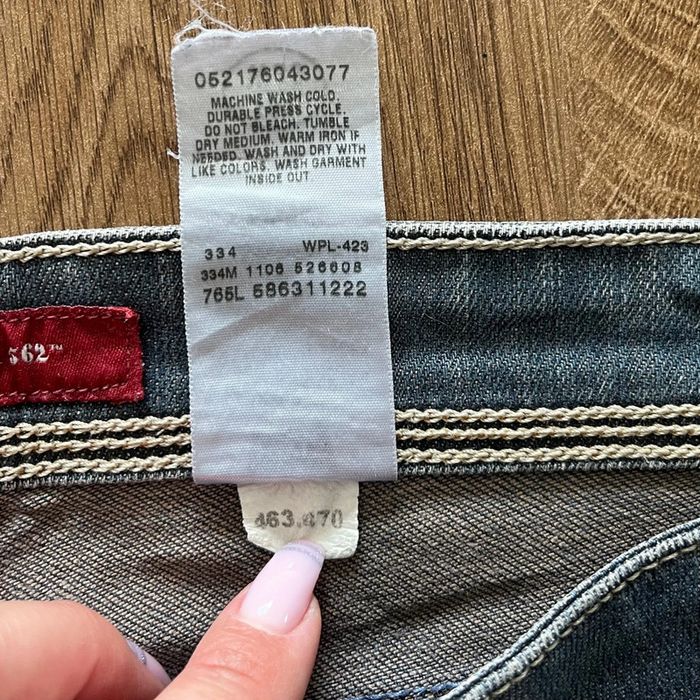 052176043077
MACHINE WASH COLD.
DURABLE PRESS CYCLE.
DO NOT BLEACH. TUMBLE
DRY MEDIUM. WARM IRON IF
NEEDED. WASH AND DRY WITH
LIKE COLORS. WASH GARMENT
INSIDE OUT
334 WPL-423
334M 1106 526608
765L 586311222
562™
463.470